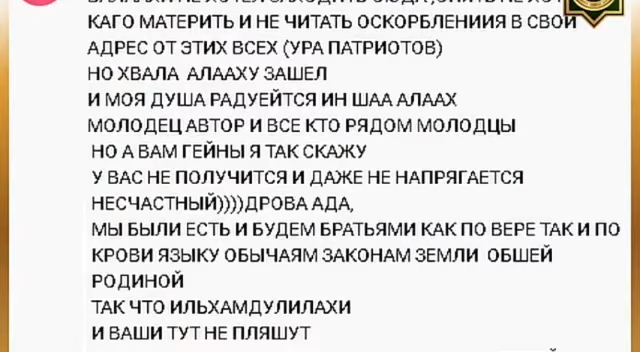 КАГО МАТЕРИТЬ И НЕ ЧИТАТЬ ОСКОРБЛЕНИИЯ В СВОЙ
АДРЕС ОТ ЭТИХ ВСЕХ (УРА ПАТРИОТОВ)
НО ХВАЛА АЛААХУ ЗАШЕЛ
И МОЯ ДУША РАДУЕЙТСЯ ИН ШАА АЛААХ
МОЛОДЕЦ АВТОР И ВСЕ КТО РЯДОМ МОЛОДЦЫ
НО А ВАМ ГЕЙНЫ Я ТАК СКАЖУ
У ВАС НЕ ПОЛУЧИТСЯ И ДАЖЕ НЕ НАПРЯГАЕТСЯ
НЕСЧАСТНЫЙ))))ДРОВА АДА,
МЫ БЫЛИ ЕСТЬ И БУДЕМ БРАТЬЯМИ КАК ПО ВЕРЕ ТАК И ПО
КРОВИ ЯЗЫКУ ОБЫЧАЯМ ЗАКОНАМ ЗЕМЛИ ОБШЕЙ
РОДИНОЙ
ТАК ЧТО ИЛЬХАМДУЛИЛАХИ
И ВАШИ ТУТ НЕ ПЛЯШУТ